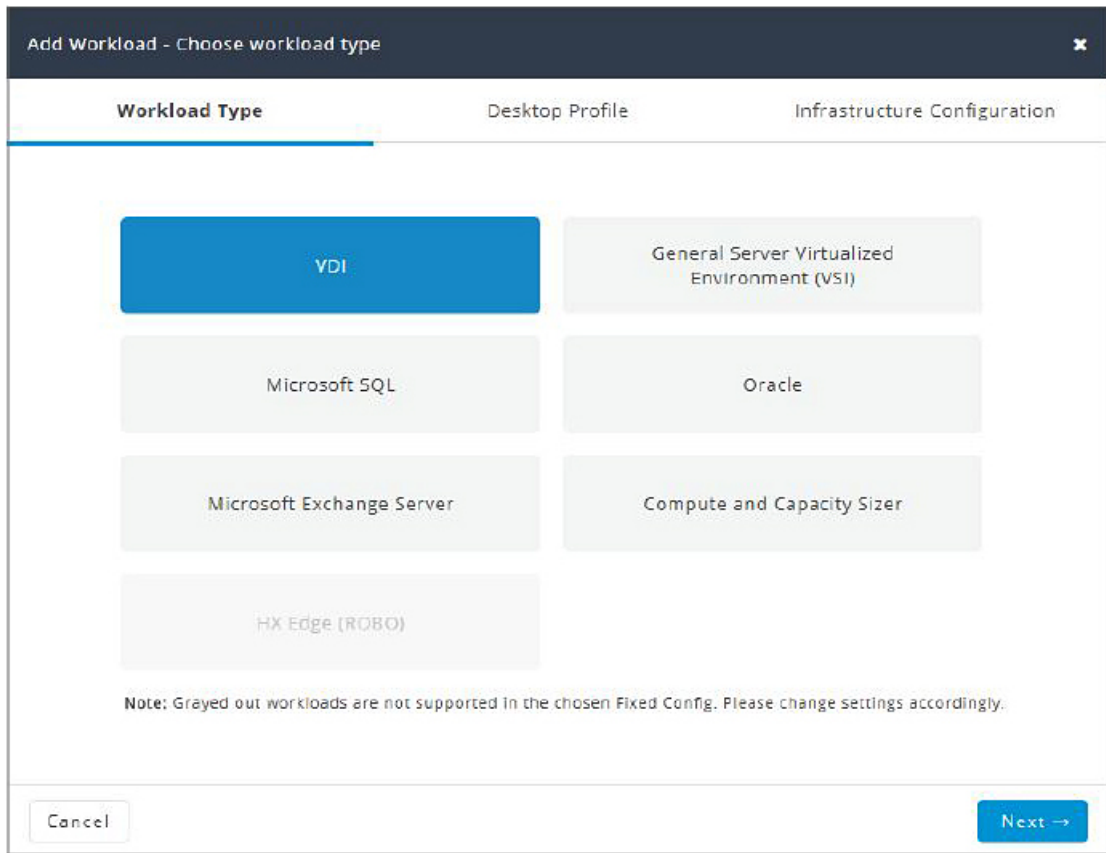 Add Workload - Choose workload type
Workload Type
Desktop Profile
Infrastructure Configuration
VDI
General Server Virtualized
Environment (VSI)
Microsoft SQL
Oracle
Microsoft Exchange Server
Compute and Capacity Sizer
HX Edge (ROBO)
Note: Grayed out workloads are not supported in the chosen Fixed Config. Please change settings accordingly.
Cancel
Next →